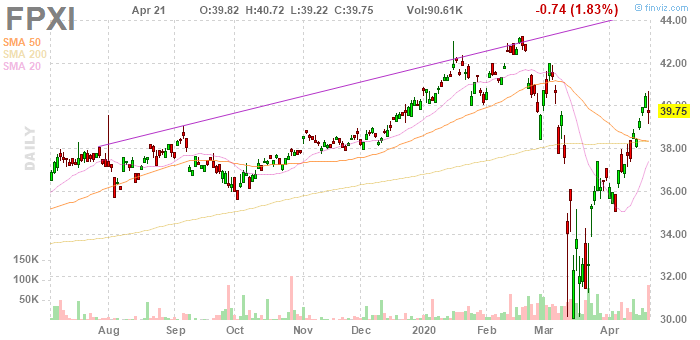 FPXI
Apr 21 O:39.82 H:40.72 L:39.22 C:39.75 Vol:90.61K -0.74 (1.83%)
© finviz.com
SMA 50
SMA 200
SMA 20
DAILY
44.00
42.00
40.00
39.75
38.00
36.00
34.00
32.00
30.00
150K
100K
50K
Aug Sep Oct Nov Dec 2020 Feb Mar Apr